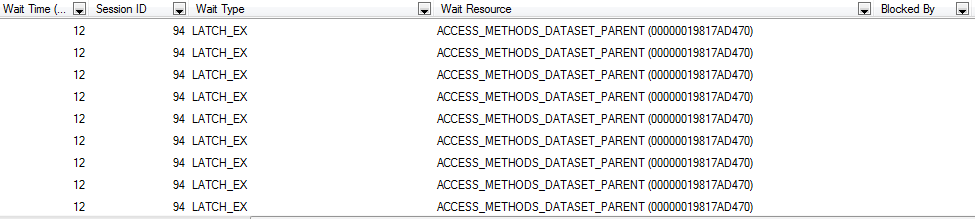 Wait Time (... Session ID Wait Type Wait Resource Blocked By
12 94 LATCH_EX ACCESS_METHODS_DATASET_PARENT (00000019817AD470)
12 94 LATCH_EX ACCESS_METHODS_DATASET_PARENT (00000019817AD470)
12 94 LATCH_EX ACCESS_METHODS_DATASET_PARENT (00000019817AD470)
12 94 LATCH_EX ACCESS_METHODS_DATASET_PARENT (00000019817AD470)
12 94 LATCH_EX ACCESS_METHODS_DATASET_PARENT (00000019817AD470)
12 94 LATCH_EX ACCESS_METHODS_DATASET_PARENT (00000019817AD470)
12 94 LATCH_EX ACCESS_METHODS_DATASET_PARENT (00000019817AD470)
12 94 LATCH_EX ACCESS_METHODS_DATASET_PARENT (00000019817AD470)
12 94 LATCH_EX ACCESS_METHODS_DATASET_PARENT (00000019817AD470)